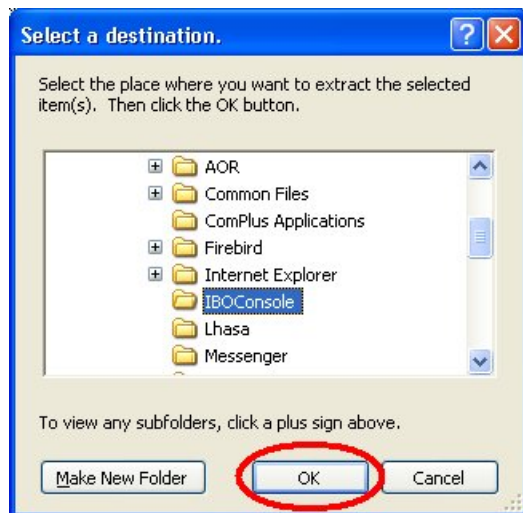 Select a destination.
Select the place where you want to extract the selected
item(s). Then click the OK button.
AOR
Common Files
ComPlus Applications
Firebird
Internet Explorer
IBOConsole
Lhasa
Messenger
To view any subfolders, click a plus sign above.
Make New Folder OK Cancel